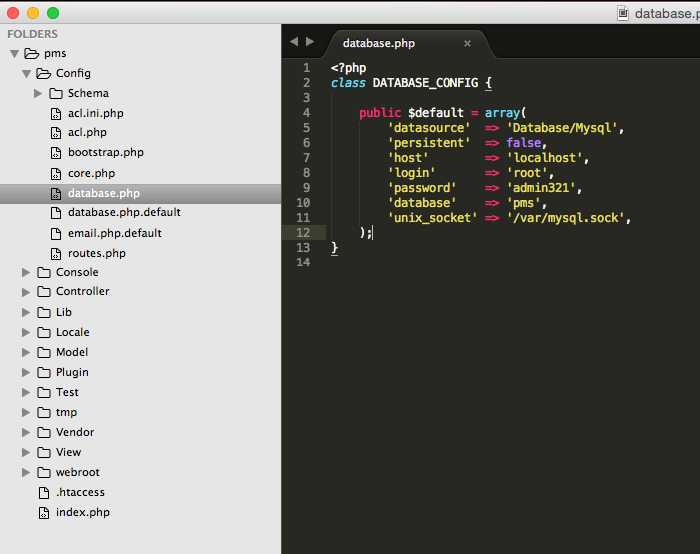 database.p
FOLDERS
pms
Config
Schema
acl.ini.php
acl.php
bootstrap.php
core.php
database.php
database.php.default
email.php.default
routes.php
Console
Controller
Lib
Locale
Model
Plugin
Test
tmp
Vendor
View
webroot
.htaccess
index.php
database.php ×
1 <?php
2 class DATABASE_CONFIG {
3
4     public $default = array(
5         'datasource'  => 'Database/Mysql',
6         'persistent'  => false,
7         'host'        => 'localhost',
8         'login'       => 'root',
9         'password'    => 'admin321',
10         'database'    => 'pms',
11         'unix_socket' => '/var/mysql.sock',
12     );
13 }
14